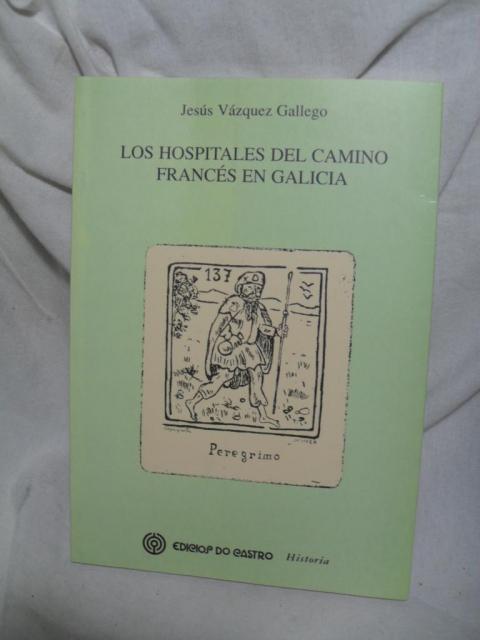 Jesús Vázquez Gallego
LOS HOSPITALES DEL CAMINO
FRANCÉS EN GALICIA
137
Peregrimo
EDICIOS DO CASTRO
Historia